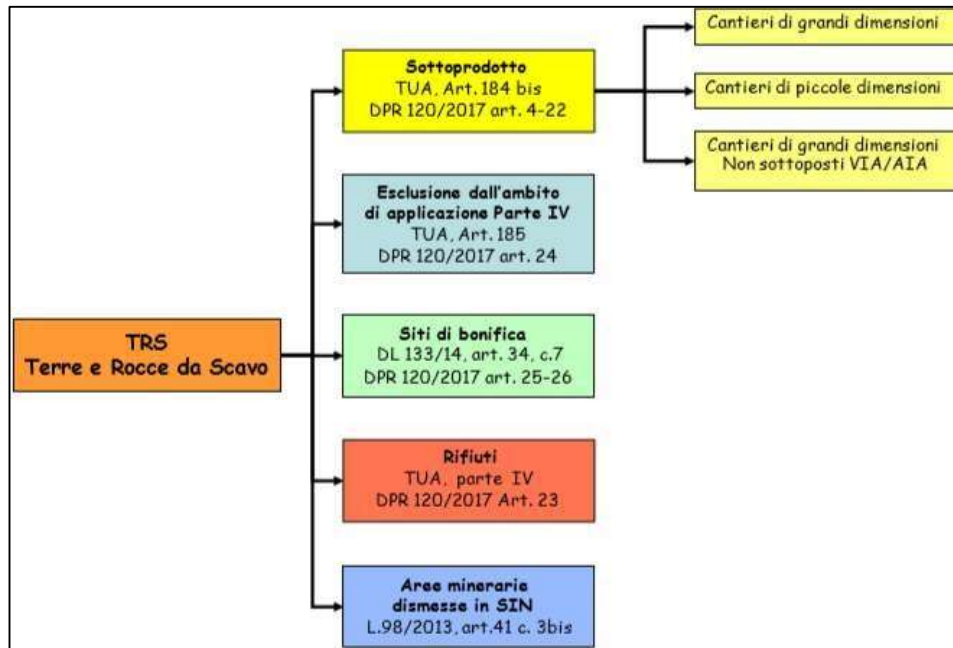 TRS
Terre e Rocce da Scavo
Sottoprodotto
TUA, Art. 184 bis
DPR 120/2017 art. 4-22
Cantieri di grandi dimensioni
Cantieri di piccole dimensioni
Cantieri di grandi dimensioni
Non sottoposti VIA/AIA
Esclusione dall'ambito
di applicazione Parte IV
TUA, Art. 185
DPR 120/2017 art. 24
Siti di bonifica
DL 133/14, art. 34, c.7
DPR 120/2017 art. 25-26
Rifiuti
TUA, parte IV
DPR 120/2017 Art. 23
Aree minerarie
dismesse in SIN
L.98/2013, art.41 c. 3bis